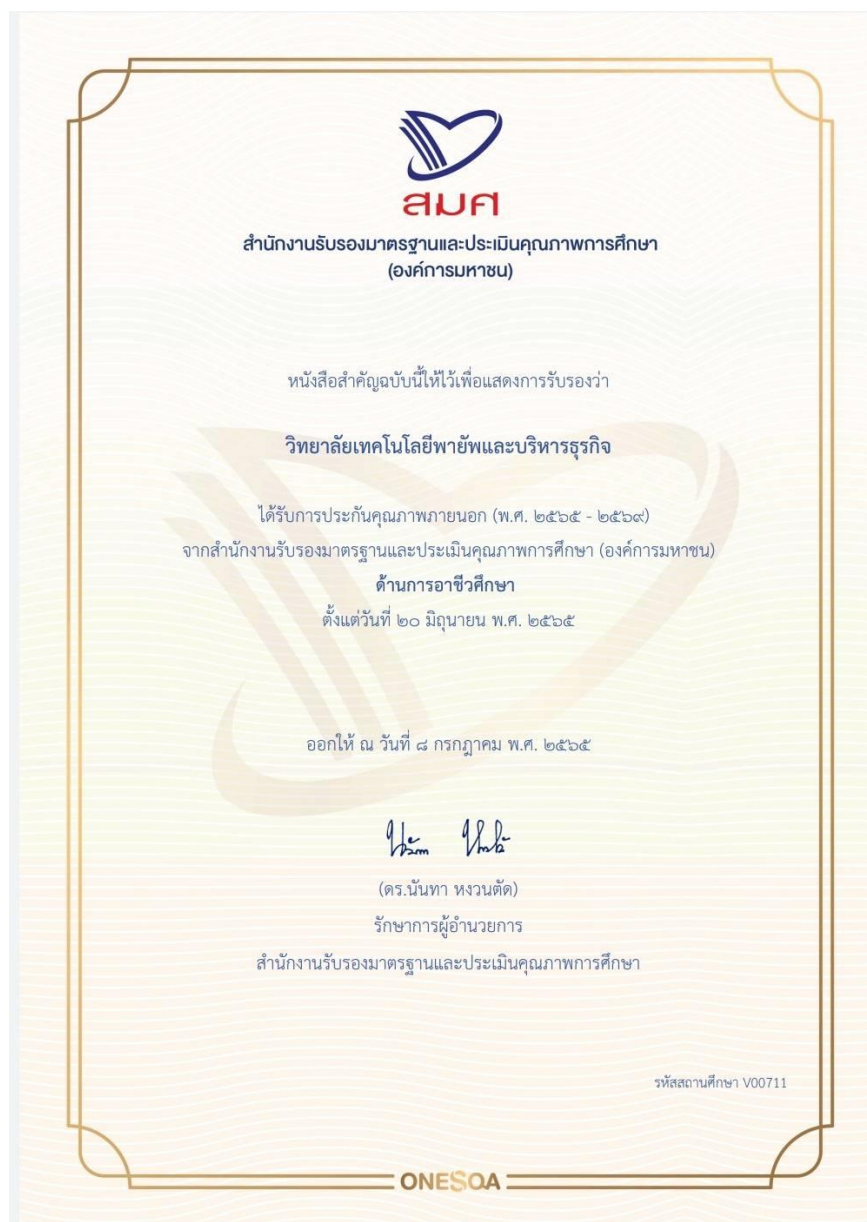 สมศ
สำนักงานรับรองมาตรฐานและประเมินคุณภาพการศึกษา
(องค์การมหาชน)
หนังสือสำคัญฉบับนี้ให้ไว้เพื่อแสดงการรับรองว่า
วิทยาลัยเทคโนโลยีพายัพและบริหารธุรกิจ
ได้รับการประกันคุณภาพภายนอก (พ.ศ. ๒๕๖๕ - ๒๕๖๙)
จากสำนักงานรับรองมาตรฐานและประเมินคุณภาพการศึกษา (องค์การมหาชน)
ด้านการอาชีวศึกษา
ตั้งแต่วันที่ ๒๐ มิถุนายน พ.ศ. ๒๕๖๕
ออกให้ ณ วันที่ ๘ กรกฎาคม พ.ศ. ๒๕๖๕
(ดร.นันทา หงวนตัด)
รักษาการผู้อำนวยการ
สำนักงานรับรองมาตรฐานและประเมินคุณภาพการศึกษา
รหัสสถานศึกษา V00711
ONESQA